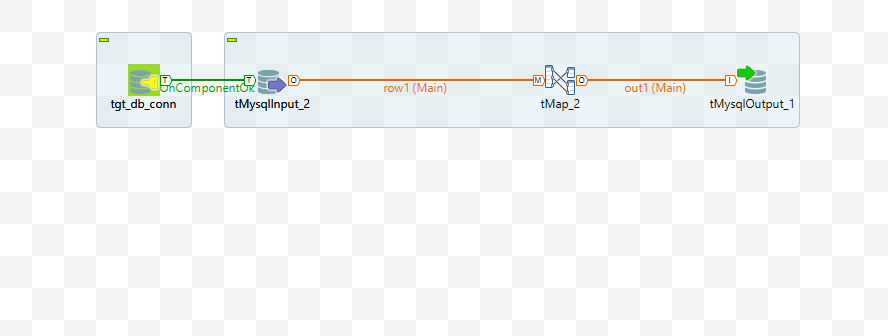 T
OnComponentOk
T
O
row1 (Main)
M
O
out1 (Main)
I
tgt_db_conn
tMysqlInput_2
tMap_2
tMysqlOutput_1